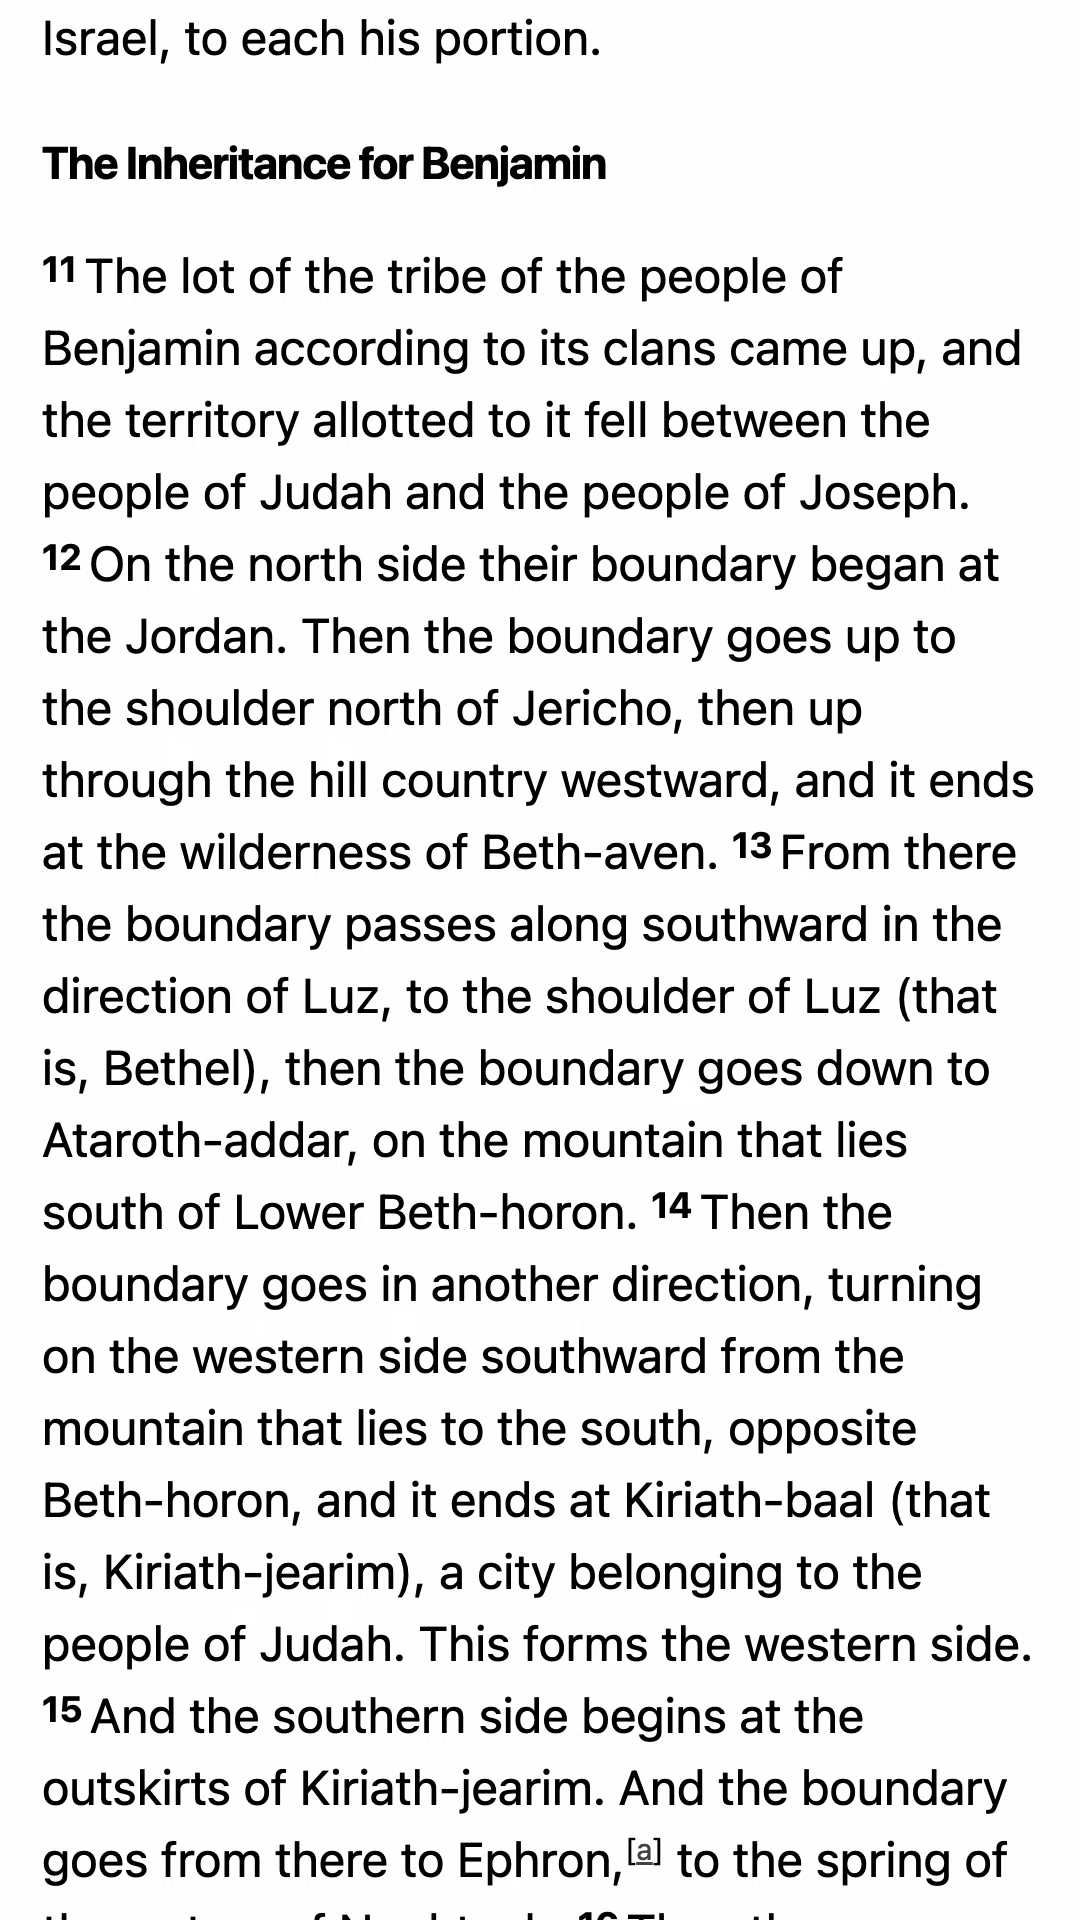 Israel, to each his portion.
The Inheritance for Benjamin
11 The lot of the tribe of the people of
Benjamin according to its clans came up, and
the territory allotted to it fell between the
people of Judah and the people of Joseph.
12 On the north side their boundary began at
the Jordan. Then the boundary goes up to
the shoulder north of Jericho, then up
through the hill country westward, and it ends
at the wilderness of Beth-aven. 13 From there
the boundary passes along southward in the
direction of Luz, to the shoulder of Luz (that
is, Bethel), then the boundary goes down to
Ataroth-addar, on the mountain that lies
south of Lower Beth-horon. 14 Then the
boundary goes in another direction, turning
on the western side southward from the
mountain that lies to the south, opposite
Beth-horon, and it ends at Kiriath-baal (that
is, Kiriath-jearim), a city belonging to the
people of Judah. This forms the western side.
15 And the southern side begins at the
outskirts of Kiriath-jearim. And the boundary
goes from there to Ephron,[a] to the spring of